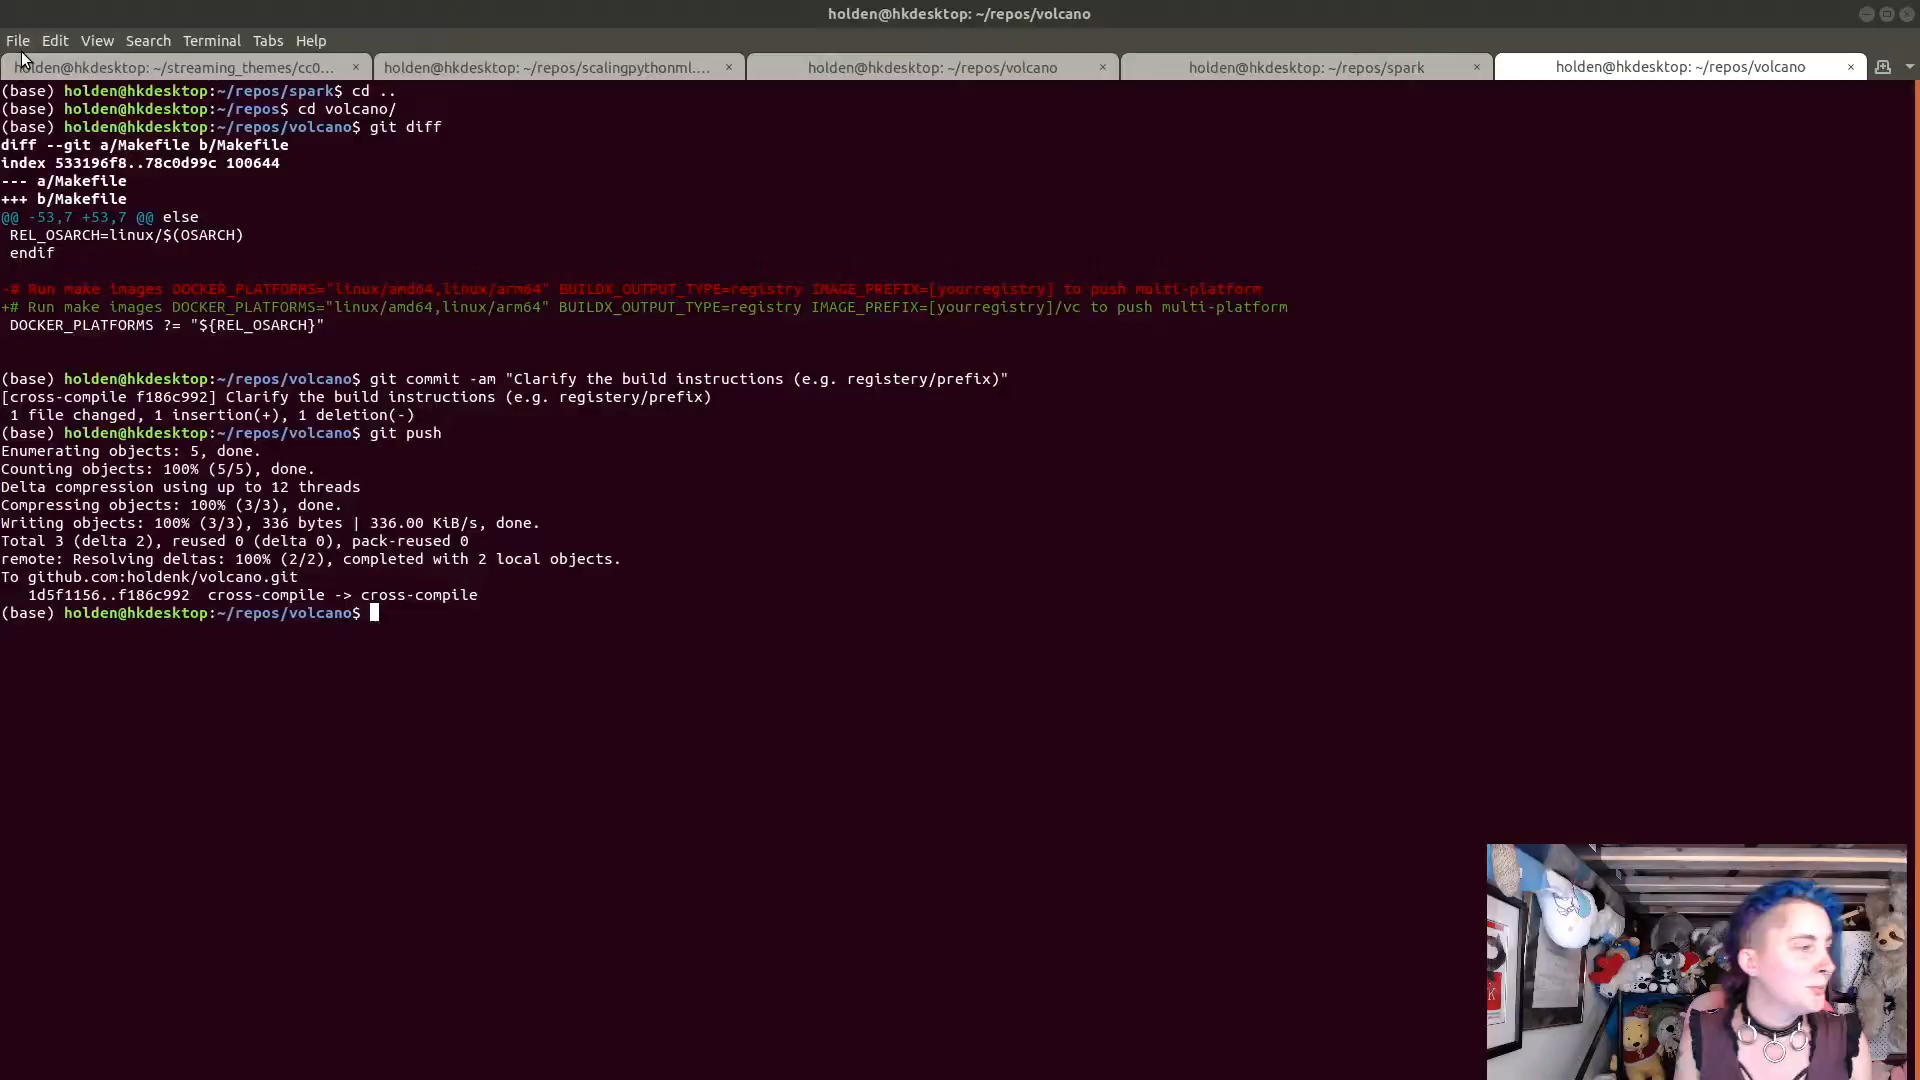 holden@hkdesktop: ~/repos/volcano
File Edit View Search Terminal Tabs Help
holden@hkdesktop: ~/streaming_themes/cc0... × holden@hkdesktop: ~/repos/scalingpythonml.... × holden@hkdesktop: ~/repos/volcano × holden@hkdesktop: ~/repos/spark × holden@hkdesktop: ~/repos/volcano ×
(base) holden@hkdesktop:~/repos/spark$ cd ..
(base) holden@hkdesktop:~/repos$ cd volcano/
(base) holden@hkdesktop:~/repos/volcano$ git diff
diff --git a/Makefile b/Makefile
index 533196f8..78c0d99c 100644
--- a/Makefile
+++ b/Makefile
@@ -53,7 +53,7 @@ else
 REL_OSARCH=linux/$(OSARCH)
 endif
-# Run make images DOCKER_PLATFORMS="linux/amd64,linux/arm64" BUILDX_OUTPUT_TYPE=registry IMAGE_PREFIX=[yourregistry] to push multi-platform
+# Run make images DOCKER_PLATFORMS="linux/amd64,linux/arm64" BUILDX_OUTPUT_TYPE=registry IMAGE_PREFIX=[yourregistry]/vc to push multi-platform
 DOCKER_PLATFORMS ?= "${REL_OSARCH}"
(base) holden@hkdesktop:~/repos/volcano$ git commit -am "Clarify the build instructions (e.g. registery/prefix)"
[cross-compile f186c992] Clarify the build instructions (e.g. registery/prefix)
 1 file changed, 1 insertion(+), 1 deletion(-)
(base) holden@hkdesktop:~/repos/volcano$ git push
Enumerating objects: 5, done.
Counting objects: 100% (5/5), done.
Delta compression using up to 12 threads
Compressing objects: 100% (3/3), done.
Writing objects: 100% (3/3), 336 bytes | 336.00 KiB/s, done.
Total 3 (delta 2), reused 0 (delta 0), pack-reused 0
remote: Resolving deltas: 100% (2/2), completed with 2 local objects.
To github.com:holdenk/volcano.git
   1d5f1156..f186c992  cross-compile -> cross-compile
(base) holden@hkdesktop:~/repos/volcano$